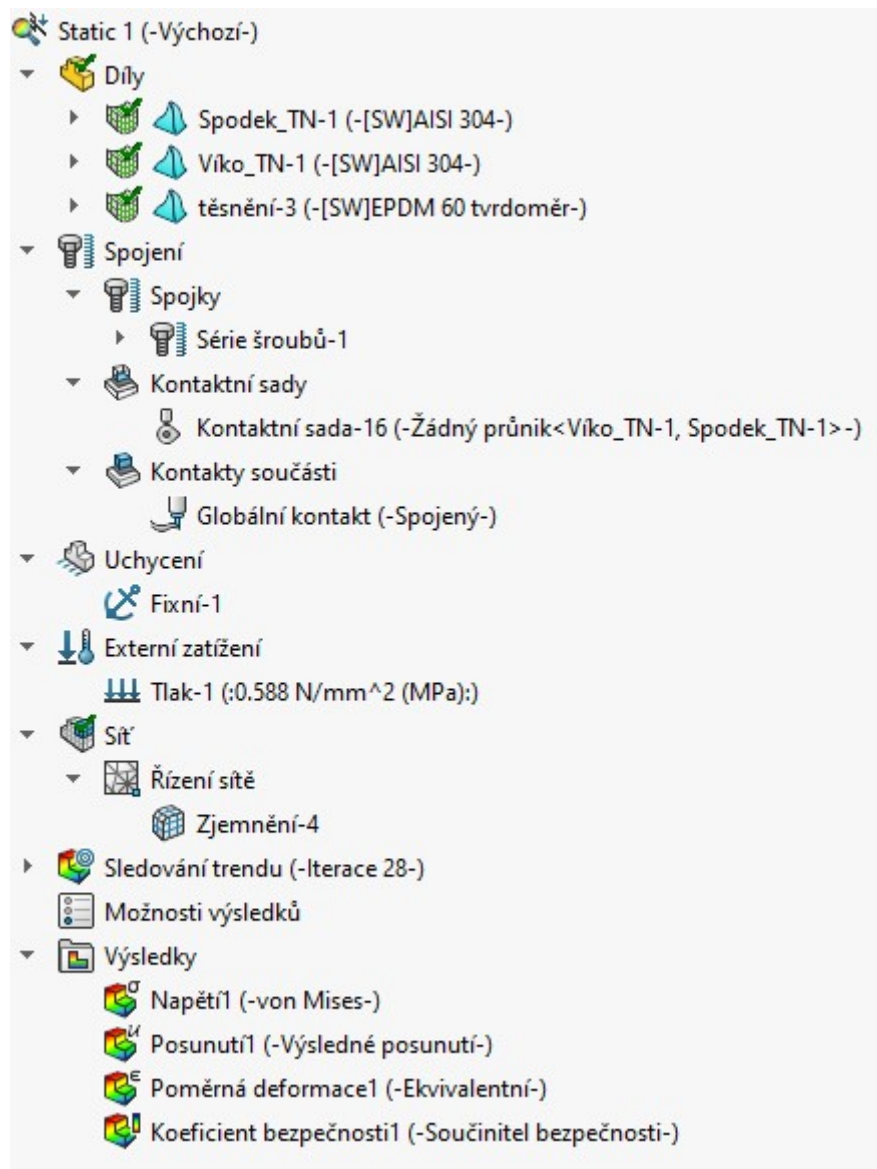 Static 1 (-Výchozí-)
Díly
Spodek_TN-1 (-[SW]AISI 304-)
Víko_TN-1 (-[SW]AISI 304-)
těsnění-3 (-[SW]EPDM 60 tvrdoměr-)
Spojení
Spojky
Série šroubů-1
Kontaktní sady
Kontaktní sada-16 (-Žádný průnik<Víko_TN-1, Spodek_TN-1>-)
Kontakty součásti
Globální kontakt (-Spojený-)
Uchycení
Fixní-1
Externí zatížení
Tlak-1 (:0.588 N/mm^2 (MPa):)
Síť
Řízení sítě
Zjemnění-4
Sledování trendu (-Iterace 28-)
Možnosti výsledků
Výsledky
Napětí1 (-von Mises-)
Posunutí1 (-Výsledné posunutí-)
Poměrná deformace1 (-Ekvivalentní-)
Koeficient bezpečnosti1 (-Součinitel bezpečnosti-)